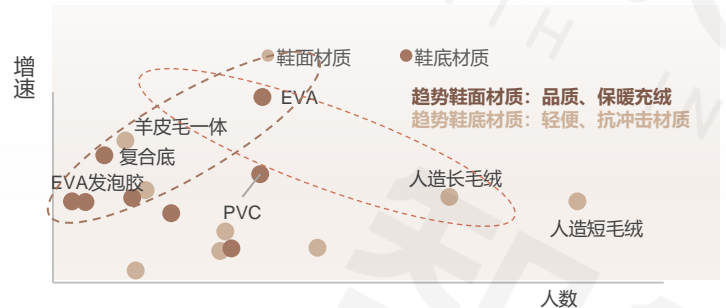 鞋面材质
鞋底材质
增速
EVA
趋势鞋面材质：品质、保暖充绒
趋势鞋底材质：轻便、抗冲击材质
羊皮毛一体
复合底
EVA发泡胶
人造长毛绒
PVC
人造短毛绒
人数